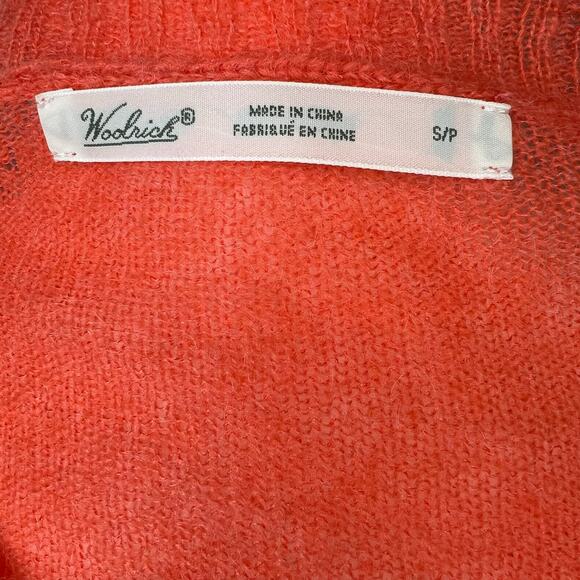 Woolrich®
MADE IN CHINA
FABRIQUÉ EN CHINE
S/P